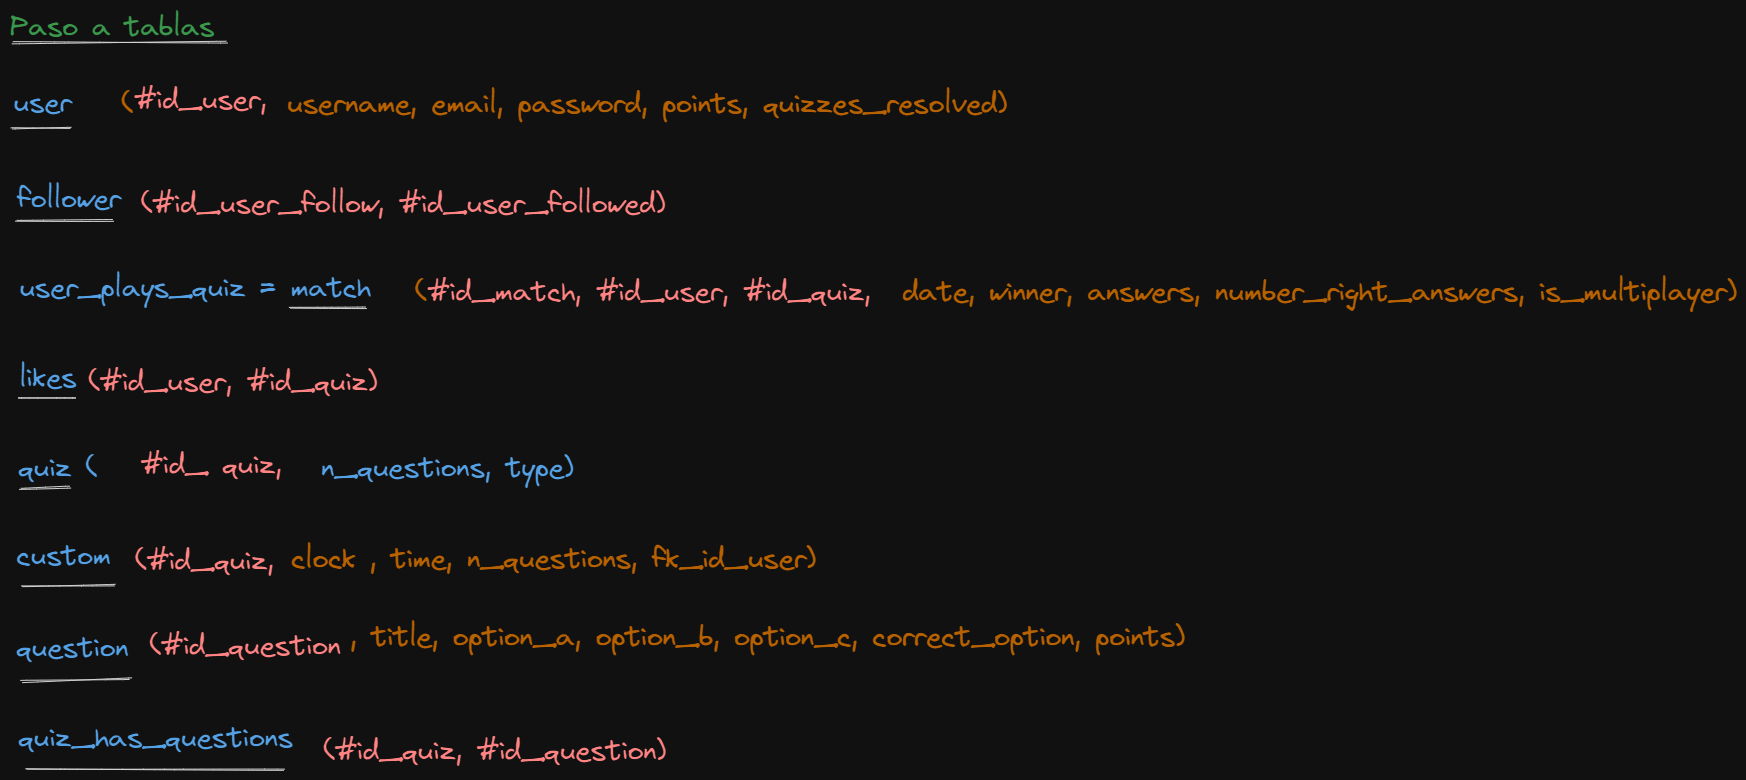 Paso a tablas
user (#id_user, username, email, password, points, quizzes_resolved)
follower (#id_user_follow, #id_user_followed)
user_plays_quiz = match (#id_match, #id_user, #id_quiz, date, winner, answers, number_right_answers, is_multiplayer)
likes (#id_user, #id_quiz)
quiz ( #id_ quiz, n_questions, type)
custom (#id_quiz, clock , time, n_questions, fk_id_user)
question (#id_question , title, option_a, option_b, option_c, correct_option, points)
quiz_has_questions (#id_quiz, #id_question)